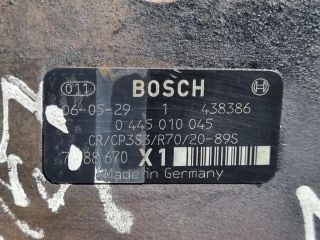 011 BOSCH
06-05-29 1 438386
0 445 010 045
CR/CP3S3/R70/20-89S
7788670 X1
Made in Germany